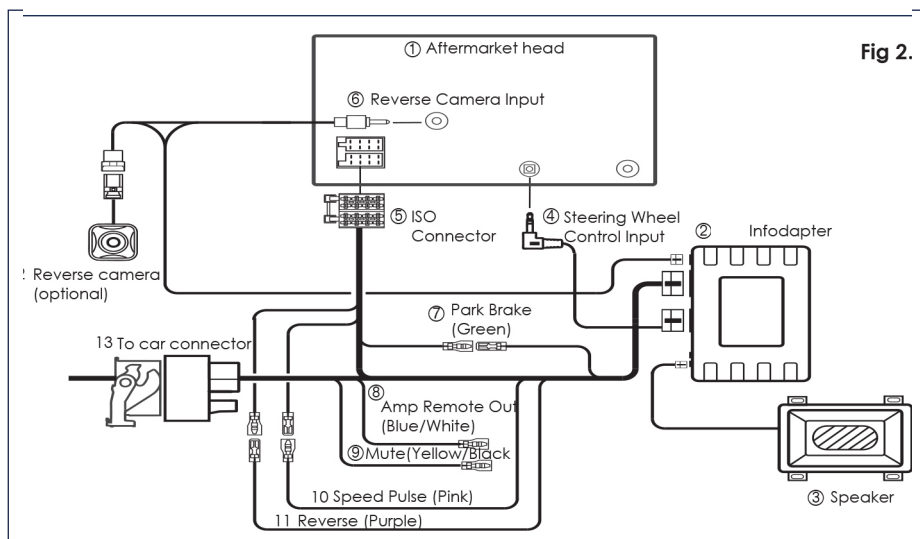 ① Aftermarket head
Fig 2.
⑥ Reverse Camera Input
⑤ ISO
Connector
④ Steering Wheel
Control Input
② Infodapter
Reverse camera
(optional)
⑦ Park Brake
(Green)
13 To car connector
⑧
Amp Remote Out
(Blue/White)
⑨ Mute(Yellow/Black
10 Speed Pulse (Pink)
③ Speaker
11 Reverse (Purple)